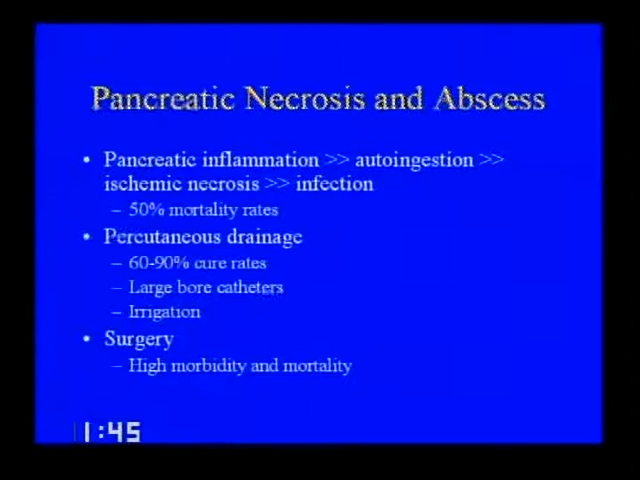 Pancreatic Necrosis and Abscess
• Pancreatic inflammation >> autoingestion >>
ischemic necrosis >> infection
– 50% mortality rates
• Percutaneous drainage
– 60-90% cure rates
– Large bore catheters
– Irrigation
• Surgery
– High morbidity and mortality
1:45